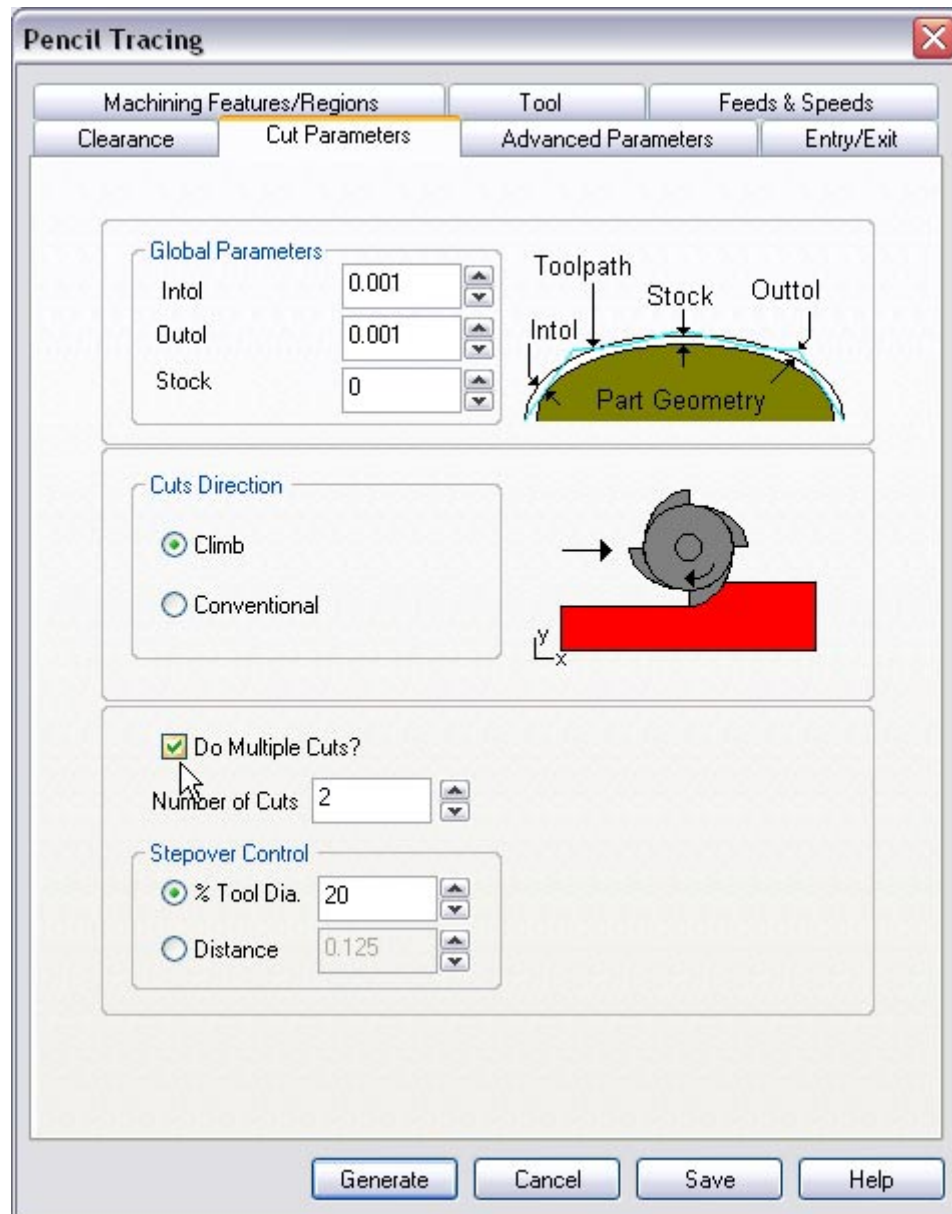 Pencil Tracing
Machining Features/Regions Tool Feeds & Speeds
Clearance Cut Parameters Advanced Parameters Entry/Exit
Global Parameters
Intol 0.001
Outol 0.001
Stock 0
Toolpath
Stock
Outtol
Intol
Part Geometry
Cuts Direction
Climb
Conventional
y
x
Do Multiple Cuts?
Number of Cuts 2
Stepover Control
% Tool Dia. 20
Distance 0.125
Generate Cancel Save Help